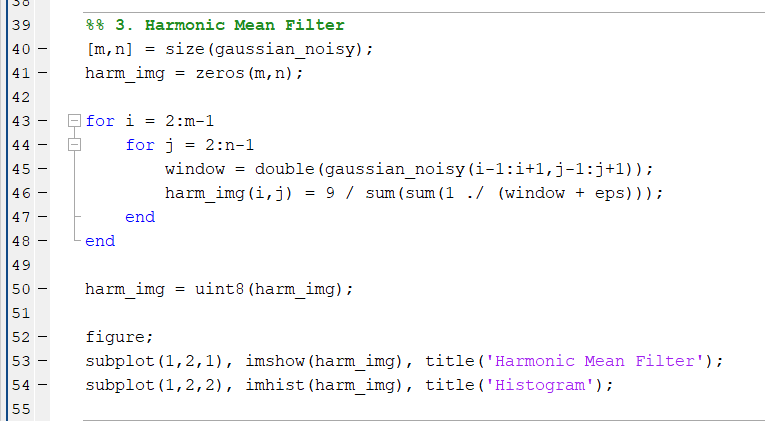 38
39 %% 3. Harmonic Mean Filter
40 – [m,n] = size(gaussian_noisy);
41 – harm_img = zeros(m,n);
42
43 – for i = 2:m-1
44 – for j = 2:n-1
45 – window = double(gaussian_noisy(i-1:i+1,j-1:j+1));
46 – harm_img(i,j) = 9 / sum(sum(1 ./ (window + eps)));
47 – end
48 – end
49
50 – harm_img = uint8(harm_img);
51
52 – figure;
53 – subplot(1,2,1), imshow(harm_img), title('Harmonic Mean Filter');
54 – subplot(1,2,2), imhist(harm_img), title('Histogram');
55